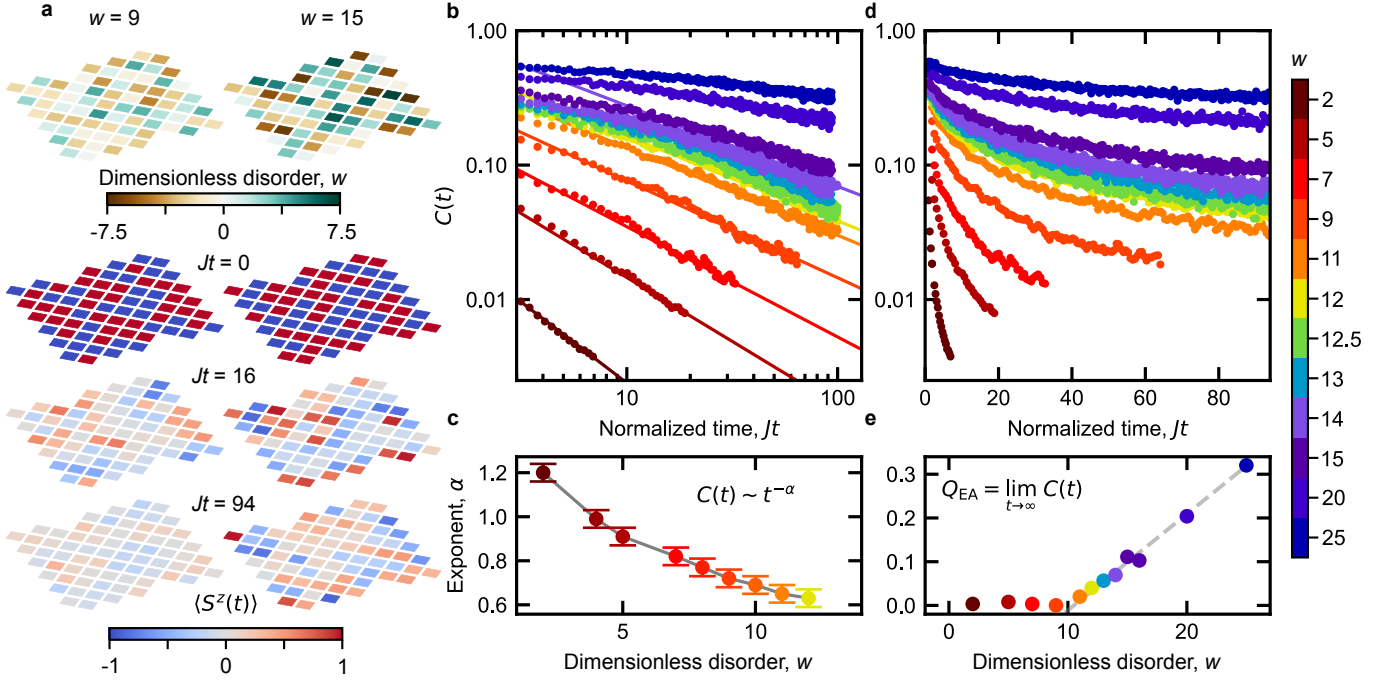 a
w = 9
w = 15
Dimensionless disorder, w
-7.5
0
7.5
Jt = 0
Jt = 16
Jt = 94
⟨S^z(t)⟩
-1
0
1
b
1.00
0.10
0.01
C(t)
10
100
Normalized time, Jt
c
1.2
1.0
0.8
0.6
Exponent, α
C(t) ~ t^{-α}
5
10
Dimensionless disorder, w
d
1.00
0.10
0.01
0
20
40
60
80
Normalized time, Jt
e
0.3
0.2
0.1
0.0
Q_EA = lim_{t→∞} C(t)
0
10
20
Dimensionless disorder, w
w
2
5
7
9
11
12
12.5
13
14
15
20
25